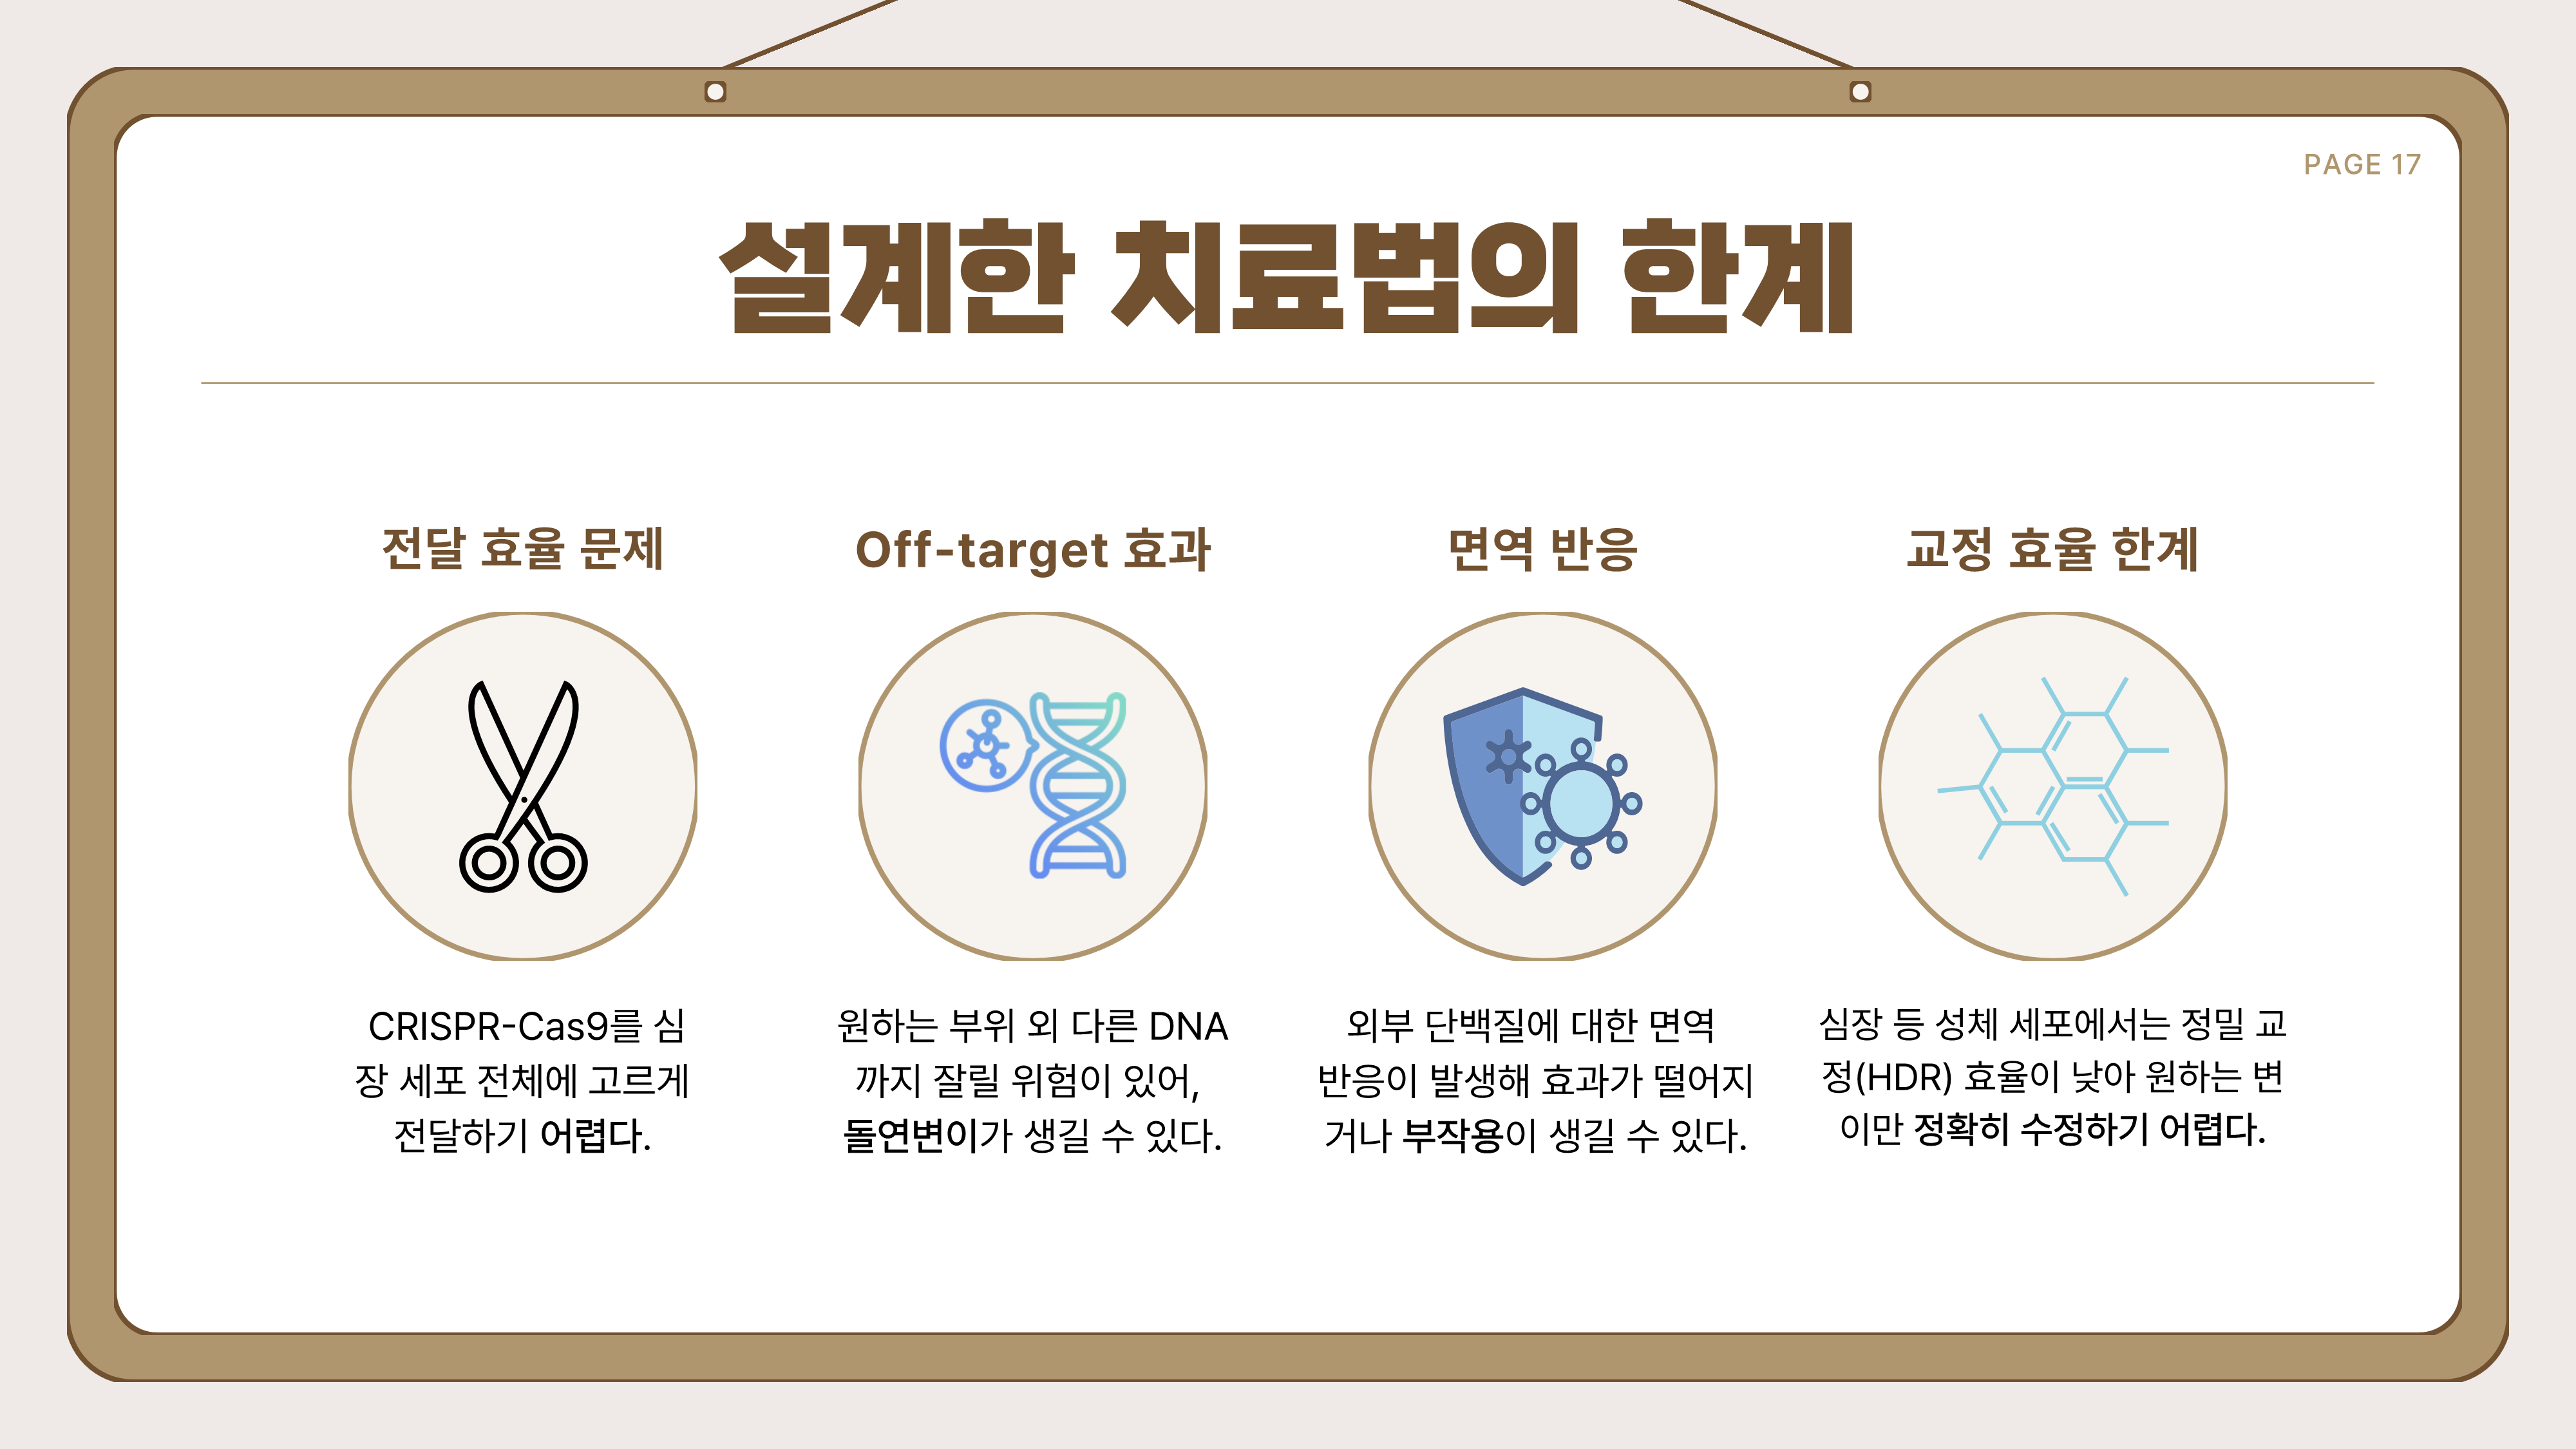 PAGE 17
설계한 치료법의 한계
전달 효율 문제
CRISPR-Cas9를 심
장 세포 전체에 고르게
전달하기 어렵다.
Off-target 효과
원하는 부위 외 다른 DNA
까지 잘릴 위험이 있어,
돌연변이가 생길 수 있다.
면역 반응
외부 단백질에 대한 면역
반응이 발생해 효과가 떨어지
거나 부작용이 생길 수 있다.
교정 효율 한계
심장 등 성체 세포에서는 정밀 교
정(HDR) 효율이 낮아 원하는 변
이만 정확히 수정하기 어렵다.